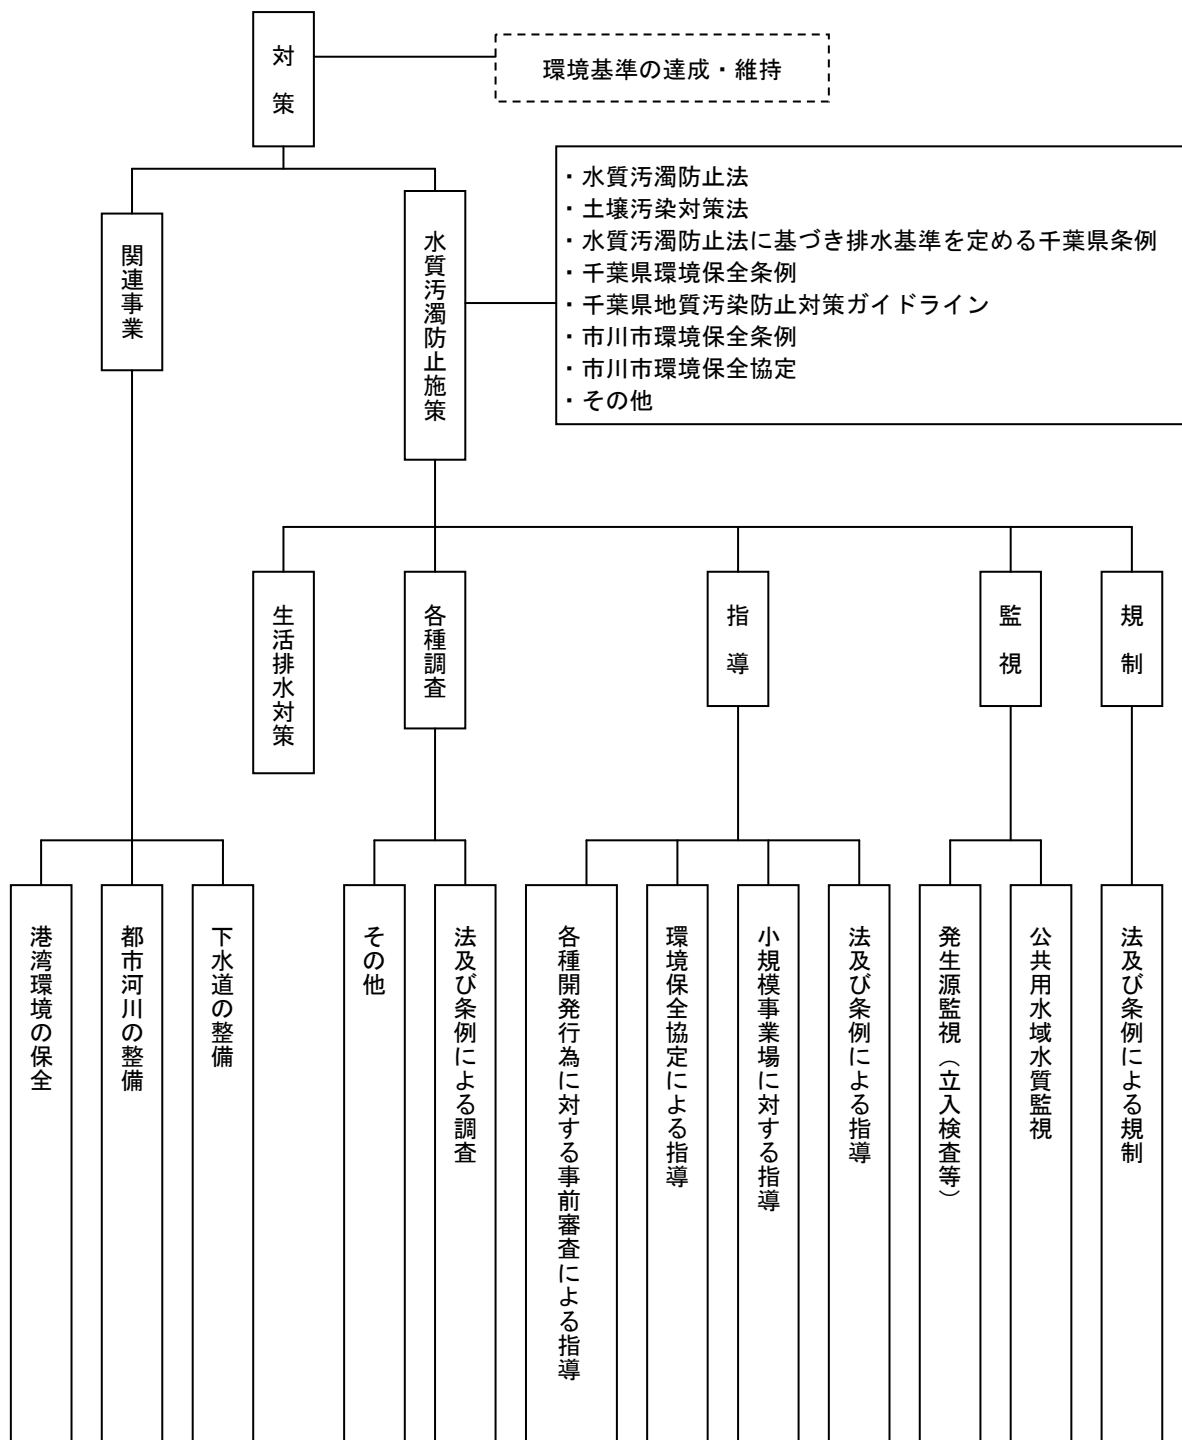 対策
環境基準の達成・維持
・水質汚濁防止法
・土壌汚染対策法
・水質汚濁防止法に基づき排水基準を定める千葉県条例
・千葉県環境保全条例
・千葉県地質汚染防止対策ガイドライン
・市川市環境保全条例
・市川市環境保全協定
・その他
水質汚濁防止施策
関連事業
規制
監視
指導
各種調査
生活排水対策
法及び条例による規制
公共用水域水質監視
発生源監視（立入検査等）
法及び条例による指導
小規模事業場に対する指導
環境保全協定による指導
各種開発行為に対する事前審査による指導
法及び条例による調査
その他
下水道の整備
都市河川の整備
港湾環境の保全